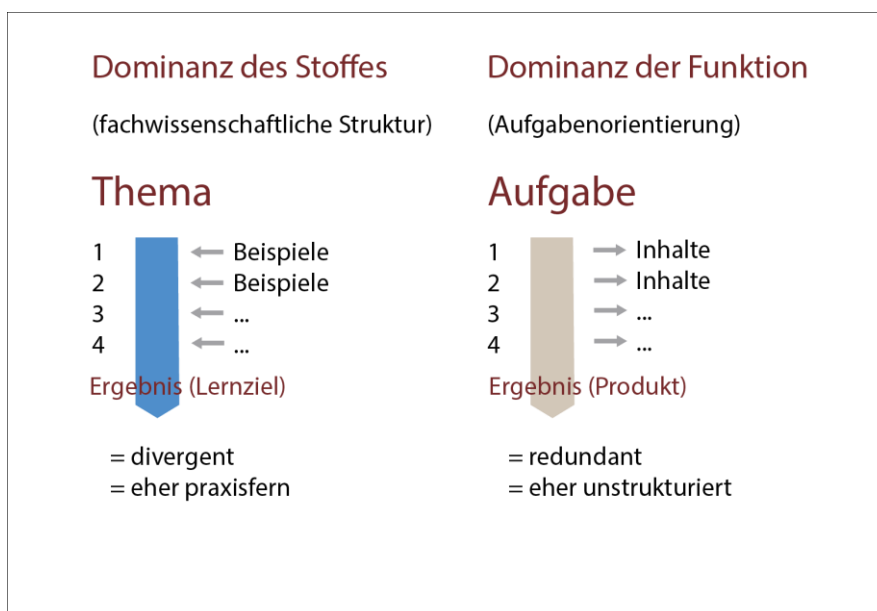 Dominanz des Stoffes
(fachwissenschaftliche Struktur)
Thema
1 ← Beispiele
2 ← Beispiele
3 ← ...
4 ← ...
Ergebnis (Lernziel)
= divergent
= eher praxisfern
Dominanz der Funktion
(Aufgabenorientierung)
Aufgabe
1 → Inhalte
2 → Inhalte
3 → ...
4 → ...
Ergebnis (Produkt)
= redundant
= eher unstrukturiert